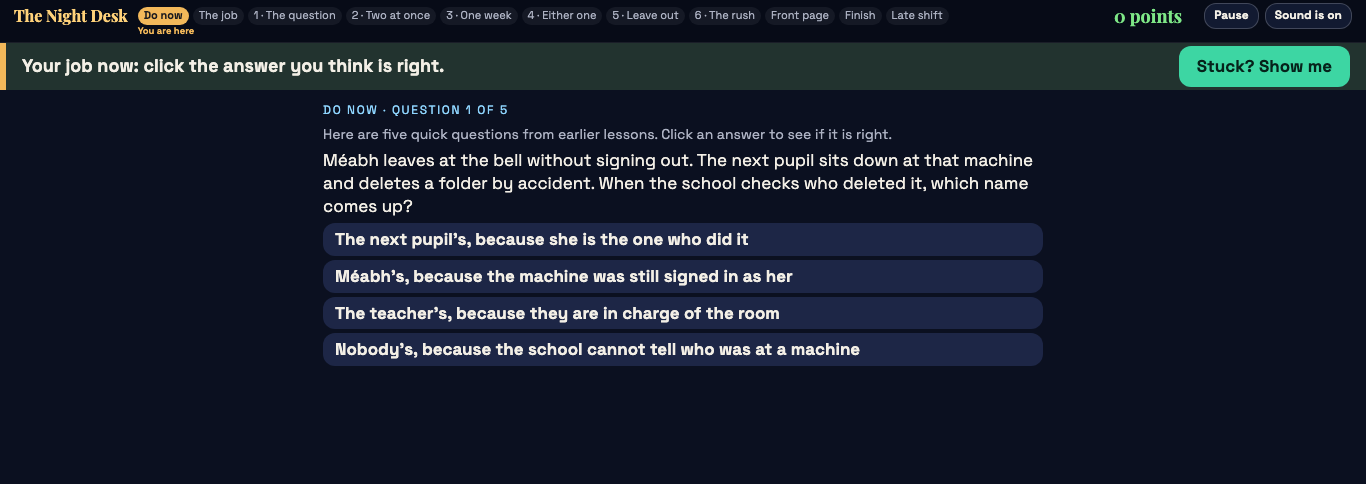 The Night Desk
Do now
The job
1 · The question
2 · Two at once
3 · One week
4 · Either one
5 · Leave out
6 · The rush
Front page
Finish
Late shift
0 points
Pause
Sound is on
You are here
Your job now: click the answer you think is right.
Stuck? Show me
DO NOW · QUESTION 1 OF 5
Here are five quick questions from earlier lessons. Click an answer to see if it is right.
Méabh leaves at the bell without signing out. The next pupil sits down at that machine
and deletes a folder by accident. When the school checks who deleted it, which name
comes up?
The next pupil's, because she is the one who did it
Méabh's, because the machine was still signed in as her
The teacher's, because they are in charge of the room
Nobody's, because the school cannot tell who was at a machine